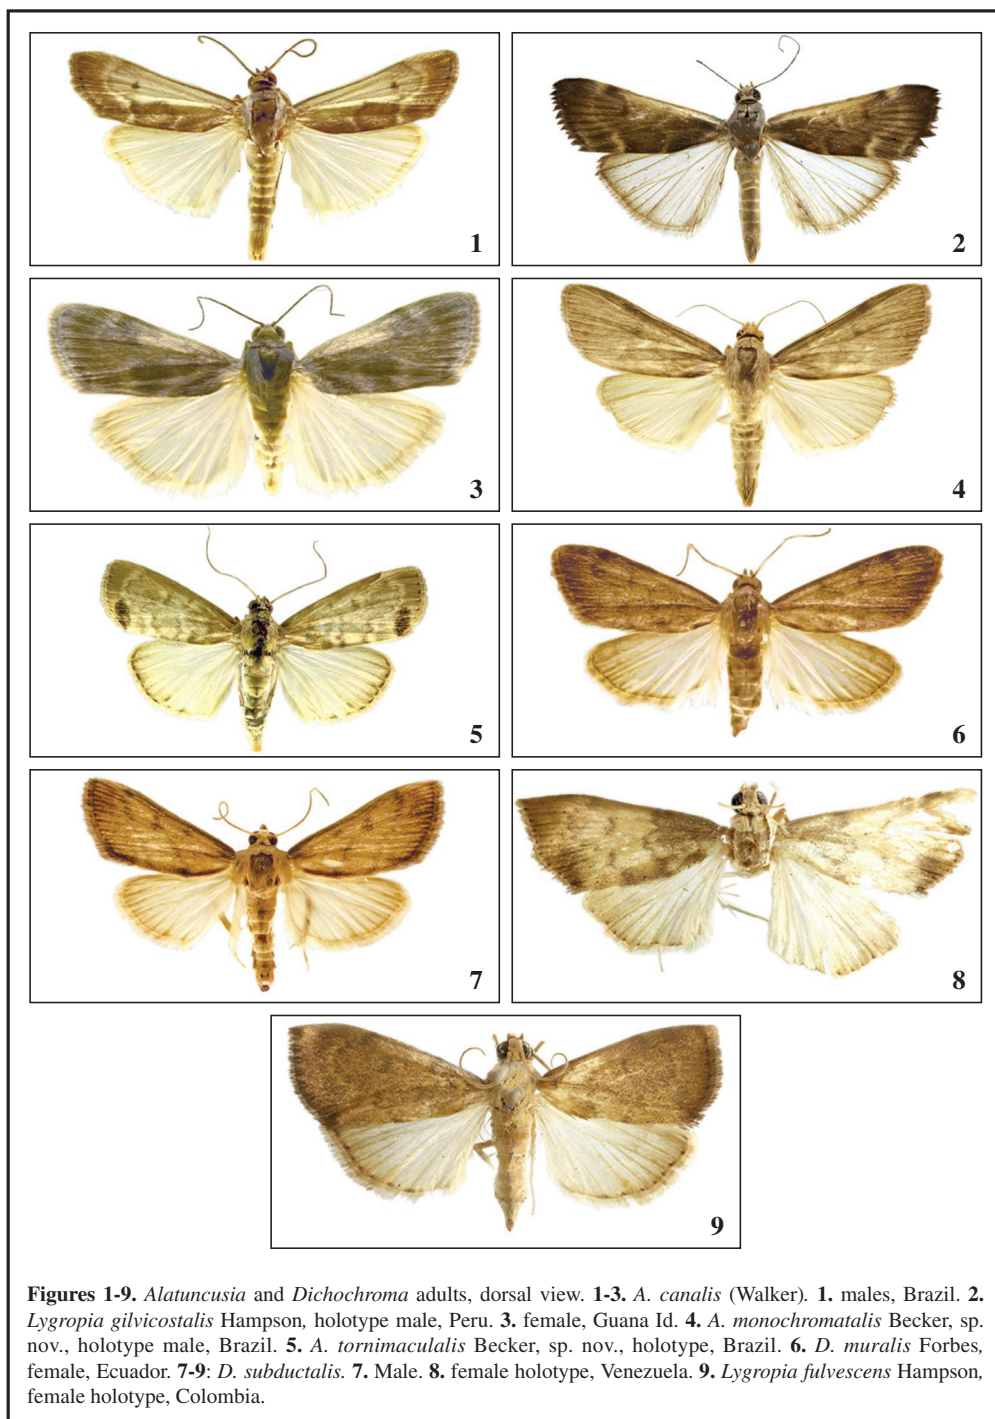 1
2
3
4
5
6
7
8
9
Figures 1-9. Alatuncusia and Dichochroma adults, dorsal view. 1-3. A. canalis (Walker). 1. males, Brazil. 2.
Lygropia gilvicostalis Hampson, holotype male, Peru. 3. female, Guana Id. 4. A. monochromatalis Becker, sp.
nov., holotype male, Brazil. 5. A. tornimaculalis Becker, sp. nov., holotype, Brazil. 6. D. muralis Forbes,
female, Ecuador. 7-9: D. subductalis. 7. Male. 8. female holotype, Venezuela. 9. Lygropia fulvescens Hampson,
female holotype, Colombia.